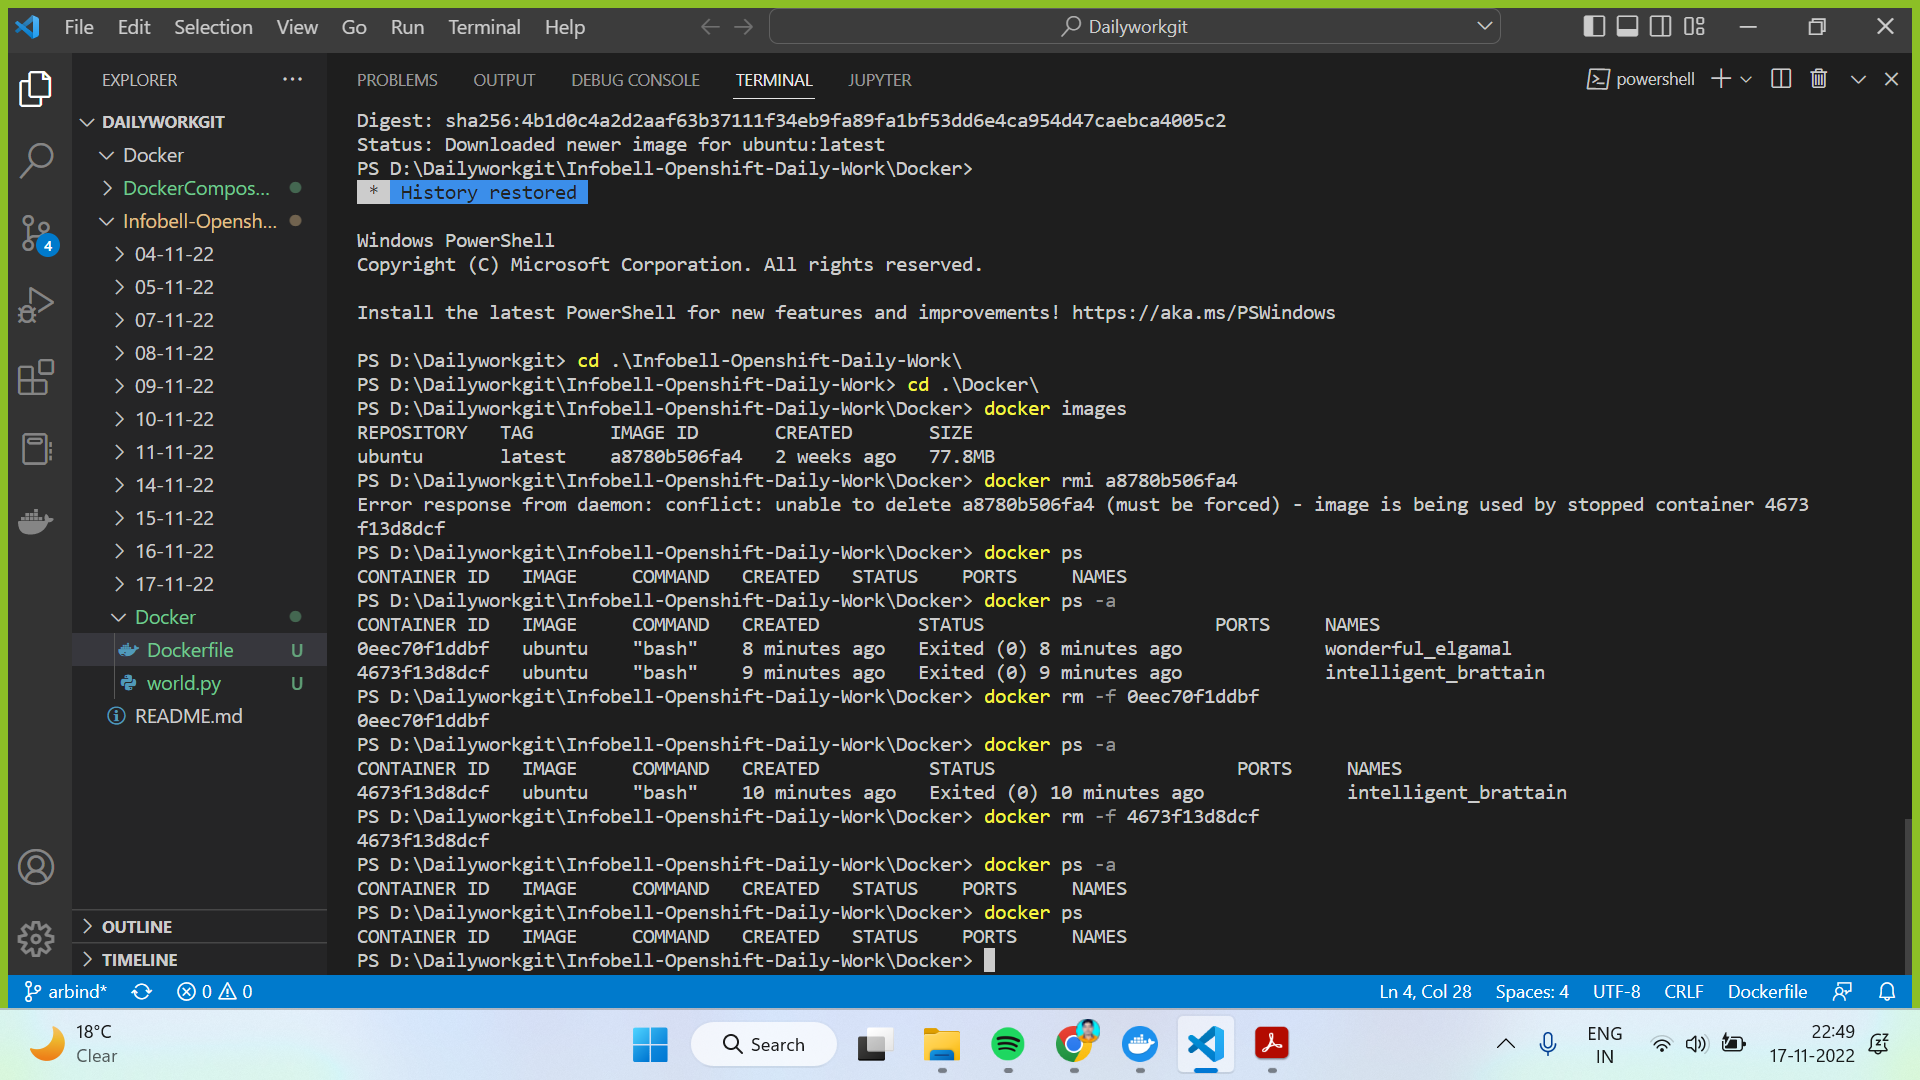 File Edit Selection View Go Run Terminal Help
Dailyworkgit
EXPLORER
PROBLEMS OUTPUT DEBUG CONSOLE TERMINAL JUPYTER
powershell
DAILYWORKGIT
Docker
DockerCompos...
Infobell-Opensh...
04-11-22
05-11-22
07-11-22
08-11-22
09-11-22
10-11-22
11-11-22
14-11-22
15-11-22
16-11-22
17-11-22
Docker
Dockerfile U
world.py U
README.md
OUTLINE
TIMELINE
4
Digest: sha256:4b1d0c4a2d2aaf63b37111f34eb9fa89fa1bf53dd6e4ca954d47caebca4005c2
Status: Downloaded newer image for ubuntu:latest
PS D:\Dailyworkgit\Infobell-Openshift-Daily-Work\Docker>
* History restored
Windows PowerShell
Copyright (C) Microsoft Corporation. All rights reserved.
Install the latest PowerShell for new features and improvements! https://aka.ms/PSWindows
PS D:\Dailyworkgit> cd .\Infobell-Openshift-Daily-Work\
PS D:\Dailyworkgit\Infobell-Openshift-Daily-Work> cd .\Docker\
PS D:\Dailyworkgit\Infobell-Openshift-Daily-Work\Docker> docker images
REPOSITORY TAG IMAGE ID CREATED SIZE
ubuntu latest a8780b506fa4 2 weeks ago 77.8MB
PS D:\Dailyworkgit\Infobell-Openshift-Daily-Work\Docker> docker rmi a8780b506fa4
Error response from daemon: conflict: unable to delete a8780b506fa4 (must be forced) - image is being used by stopped container 4673
f13d8dcf
PS D:\Dailyworkgit\Infobell-Openshift-Daily-Work\Docker> docker ps
CONTAINER ID IMAGE COMMAND CREATED STATUS PORTS NAMES
PS D:\Dailyworkgit\Infobell-Openshift-Daily-Work\Docker> docker ps -a
CONTAINER ID IMAGE COMMAND CREATED STATUS PORTS NAMES
0eec70f1ddbf ubuntu "bash" 8 minutes ago Exited (0) 8 minutes ago wonderful_elgamal
4673f13d8dcf ubuntu "bash" 9 minutes ago Exited (0) 9 minutes ago intelligent_brattain
PS D:\Dailyworkgit\Infobell-Openshift-Daily-Work\Docker> docker rm -f 0eec70f1ddbf
0eec70f1ddbf
PS D:\Dailyworkgit\Infobell-Openshift-Daily-Work\Docker> docker ps -a
CONTAINER ID IMAGE COMMAND CREATED STATUS PORTS NAMES
4673f13d8dcf ubuntu "bash" 10 minutes ago Exited (0) 10 minutes ago intelligent_brattain
PS D:\Dailyworkgit\Infobell-Openshift-Daily-Work\Docker> docker rm -f 4673f13d8dcf
4673f13d8dcf
PS D:\Dailyworkgit\Infobell-Openshift-Daily-Work\Docker> docker ps -a
CONTAINER ID IMAGE COMMAND CREATED STATUS PORTS NAMES
PS D:\Dailyworkgit\Infobell-Openshift-Daily-Work\Docker> docker ps
CONTAINER ID IMAGE COMMAND CREATED STATUS PORTS NAMES
PS D:\Dailyworkgit\Infobell-Openshift-Daily-Work\Docker>
arbind* 0 0 Ln 4, Col 28 Spaces: 4 UTF-8 CRLF Dockerfile
18°C
Clear
Search
ENG
IN
22:49
17-11-2022